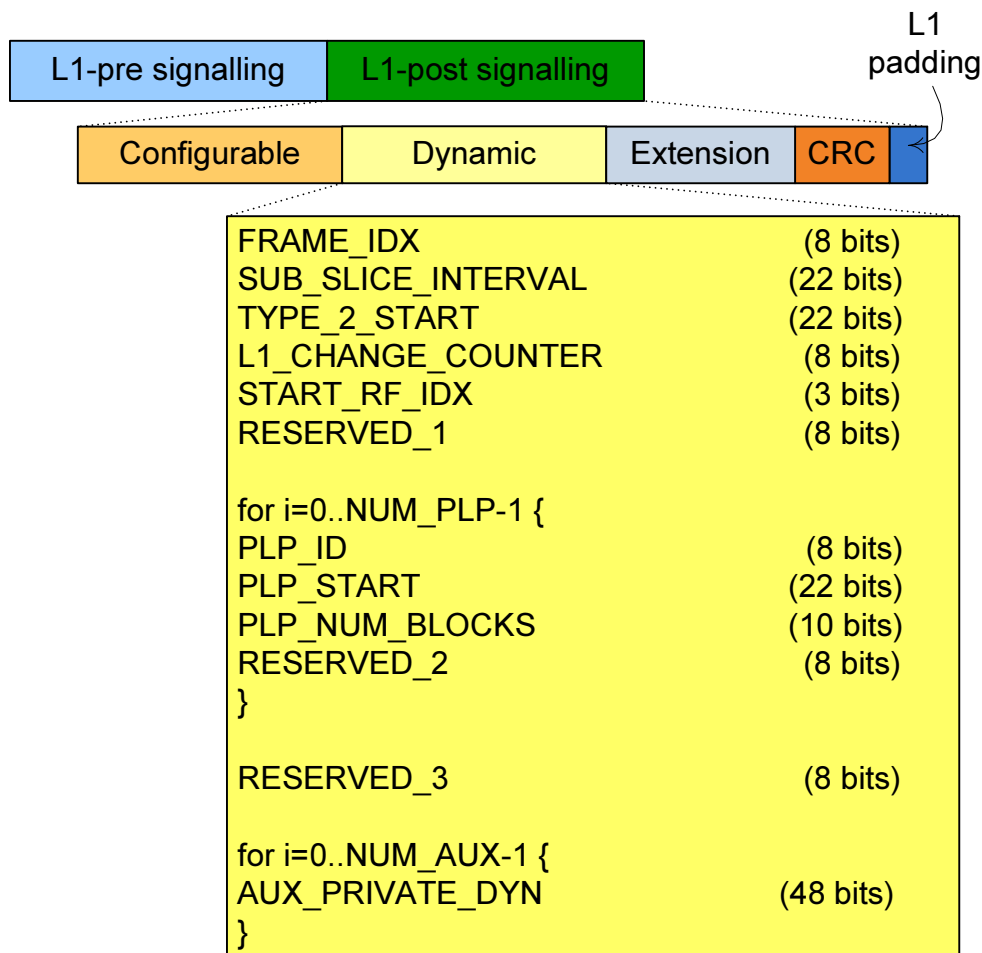 L1
padding
L1-pre signalling L1-post signalling
Configurable Dynamic Extension CRC
FRAME_IDX (8 bits)
SUB_SLICE_INTERVAL (22 bits)
TYPE_2_START (22 bits)
L1_CHANGE_COUNTER (8 bits)
START_RF_IDX (3 bits)
RESERVED_1 (8 bits)
for i=0..NUM_PLP-1 {
PLP_ID (8 bits)
PLP_START (22 bits)
PLP_NUM_BLOCKS (10 bits)
RESERVED_2 (8 bits)
}
RESERVED_3 (8 bits)
for i=0..NUM_AUX-1 {
AUX_PRIVATE_DYN (48 bits)
}